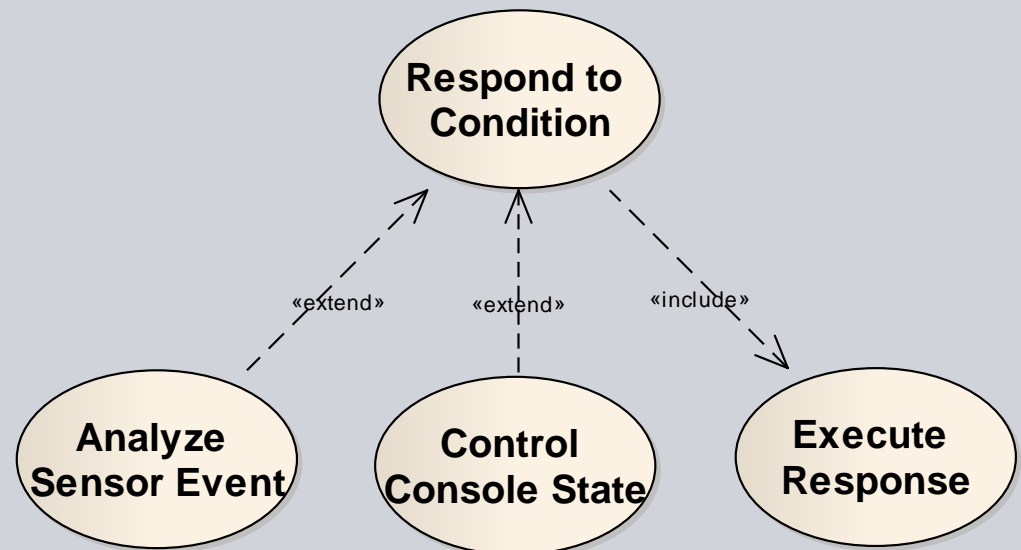 Respond to
Condition
«extend»
«extend»
«include»
Analyze
Sensor Event
Control
Console State
Execute
Response